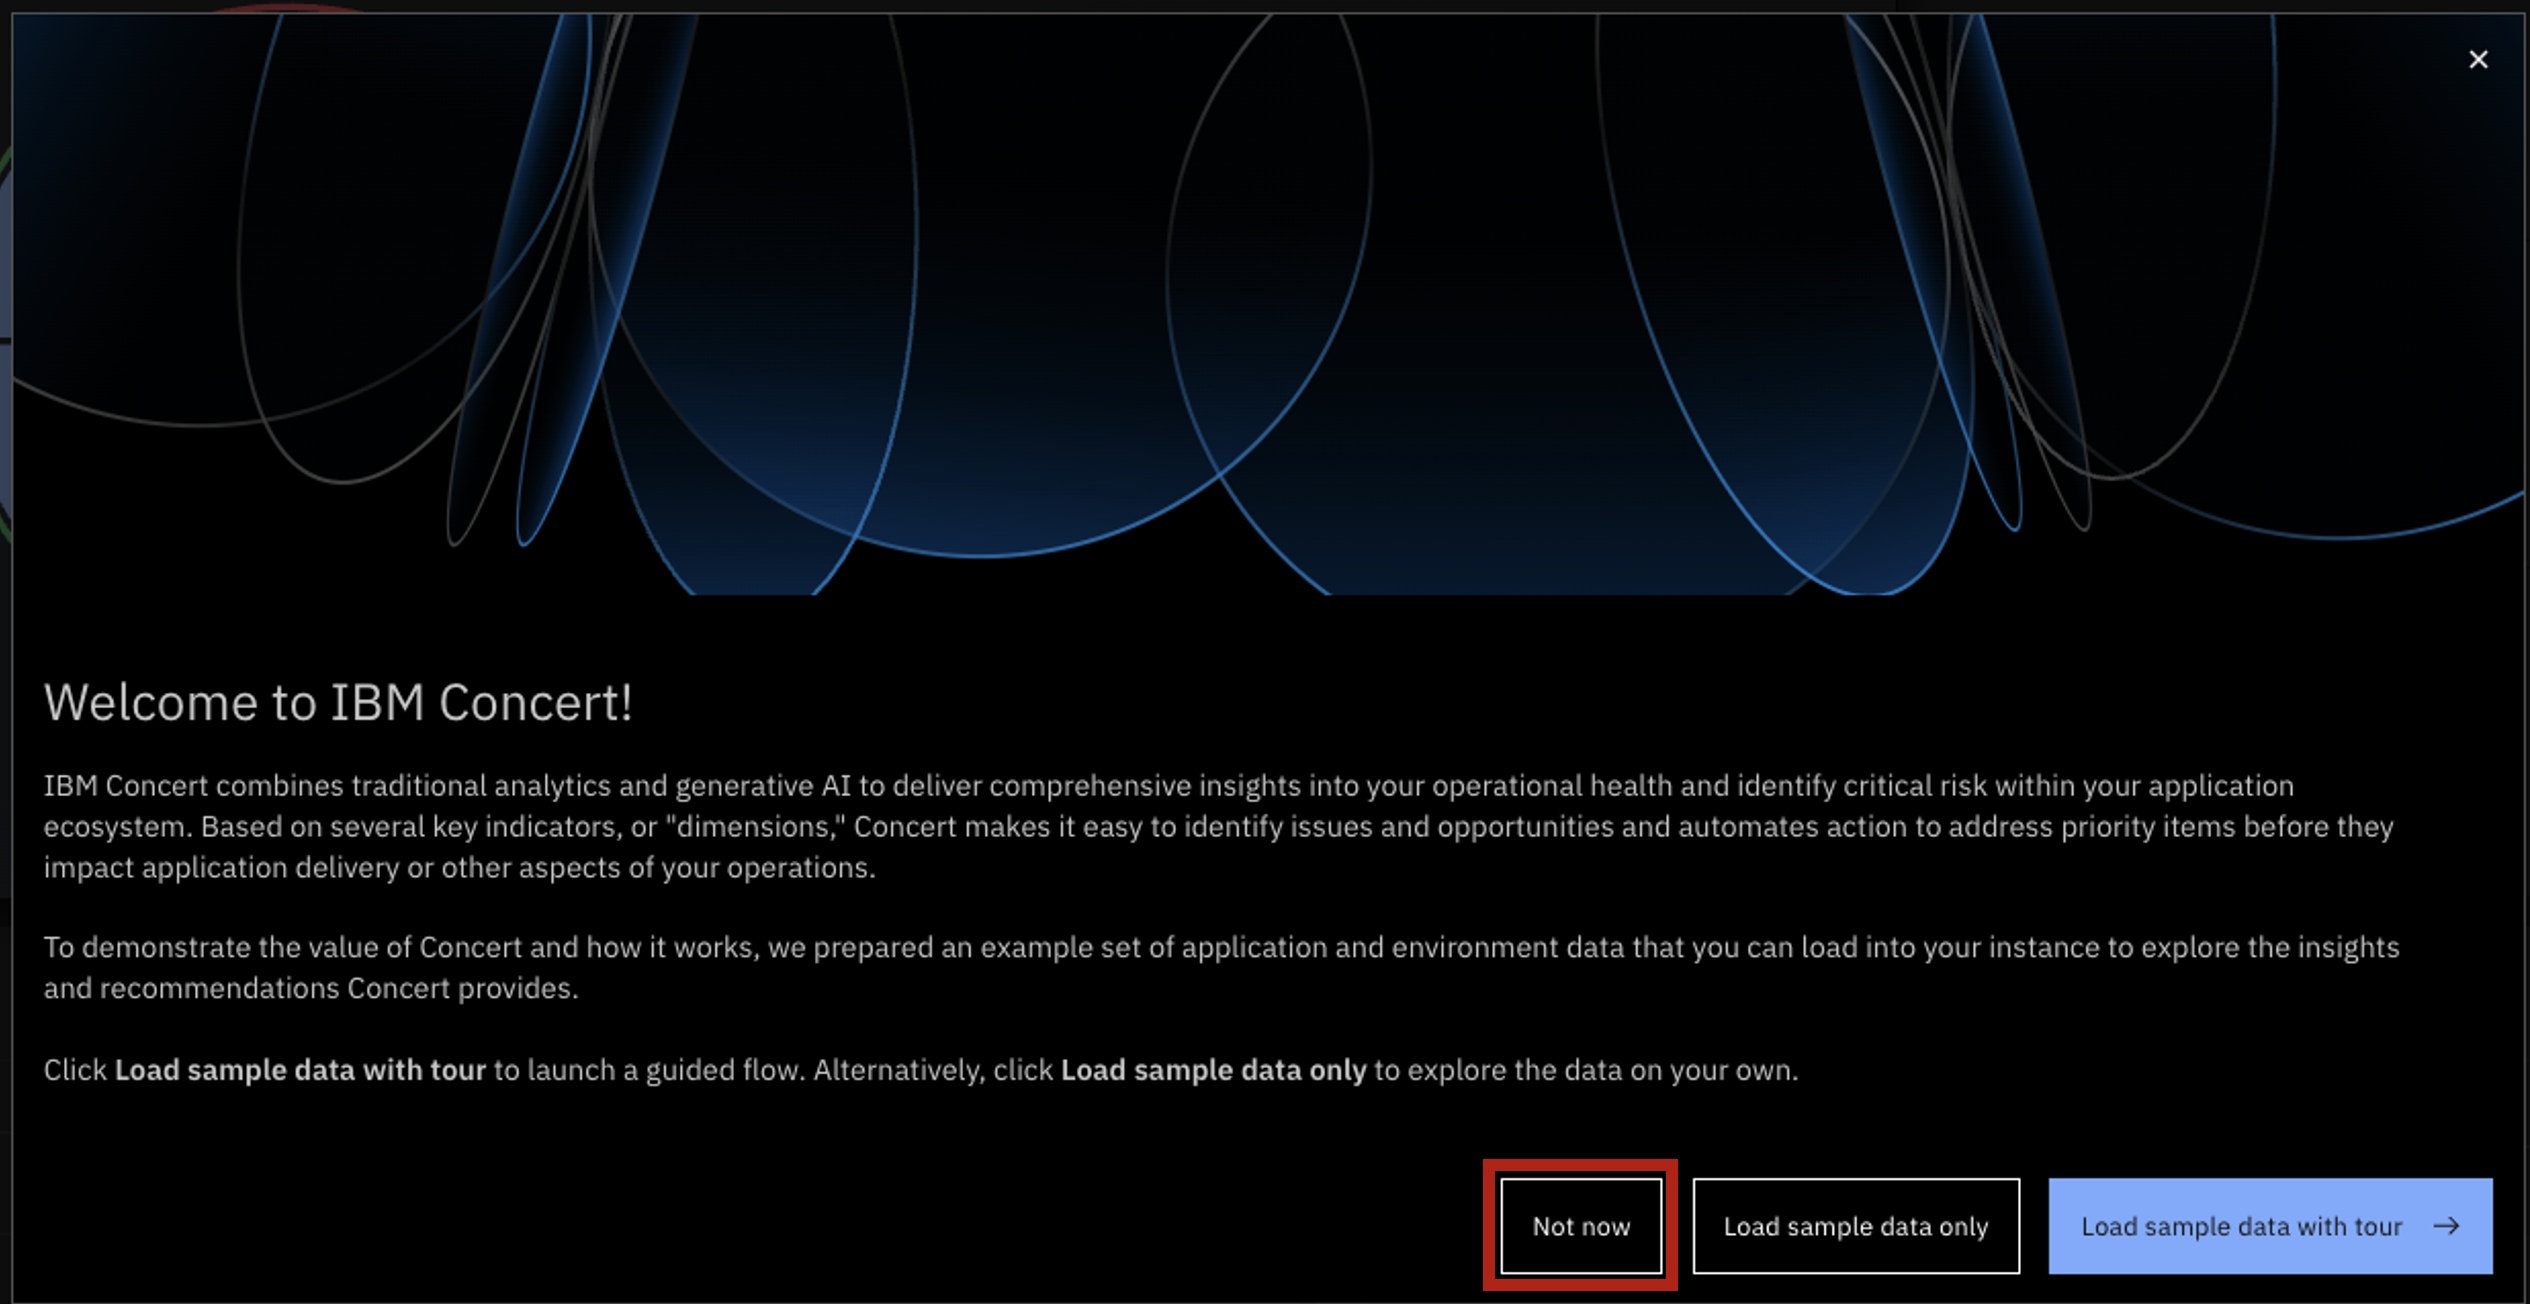 Welcome to IBM Concert!
IBM Concert combines traditional analytics and generative AI to deliver comprehensive insights into your operational health and identify critical risk within your application
ecosystem. Based on several key indicators, or "dimensions," Concert makes it easy to identify issues and opportunities and automates action to address priority items before they
impact application delivery or other aspects of your operations.
To demonstrate the value of Concert and how it works, we prepared an example set of application and environment data that you can load into your instance to explore the insights
and recommendations Concert provides.
Click Load sample data with tour to launch a guided flow. Alternatively, click Load sample data only to explore the data on your own.
Not now
Load sample data only
Load sample data with tour